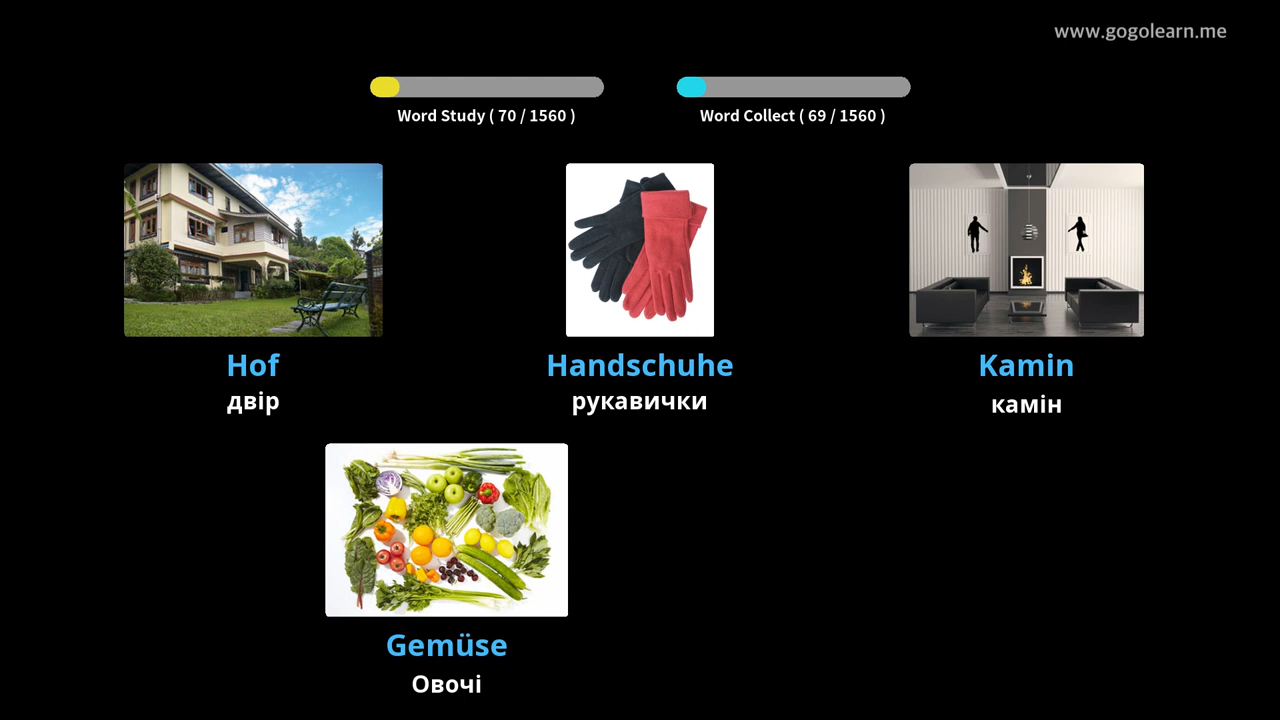 www.gogolearn.me
Word Study ( 70 / 1560 )
Word Collect ( 69 / 1560 )
Hof
двір
Handschuhe
рукавички
Kamin
камін
Gemüse
Овочі